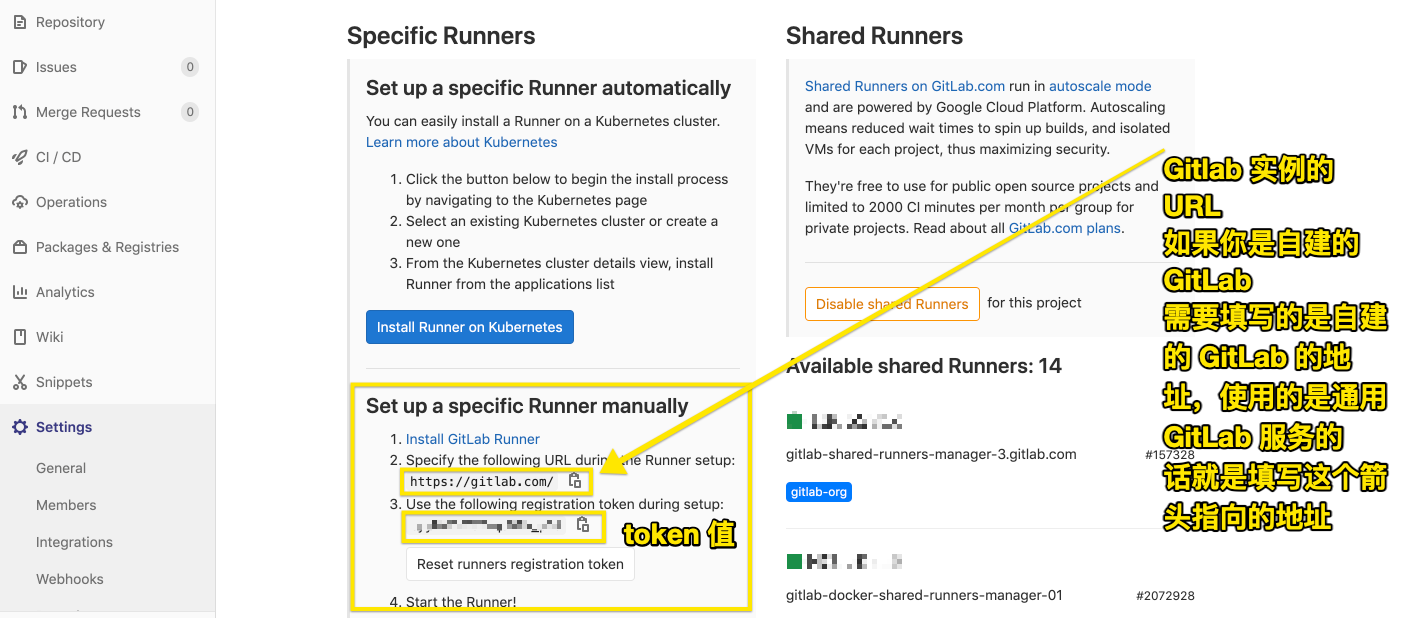 Repository
Issues 0
Merge Requests 0
CI / CD
Operations
Packages & Registries
Analytics
Wiki
Snippets
Settings
General
Members
Integrations
Webhooks
Specific Runners
Set up a specific Runner automatically
You can easily install a Runner on a Kubernetes cluster.
Learn more about Kubernetes
1. Click the button below to begin the install process
by navigating to the Kubernetes page
2. Select an existing Kubernetes cluster or create a
new one
3. From the Kubernetes cluster details view, install
Runner from the applications list
Install Runner on Kubernetes
Set up a specific Runner manually
1. Install GitLab Runner
2. Specify the following URL during the Runner setup:
https://gitlab.com/
3. Use the following registration token during setup:
token 值
Reset runners registration token
4. Start the Runner!
Shared Runners
Shared Runners on GitLab.com run in autoscale mode
and are powered by Google Cloud Platform. Autoscaling
means reduced wait times to spin up builds, and isolated
VMs for each project, thus maximizing security.
They're free to use for public open source projects and
limited to 2000 CI minutes per month per group for
private projects. Read about all GitLab.com plans.
Disable shared Runners for this project
Available shared Runners: 14
gitlab-shared-runners-manager-3.gitlab.com #157328
gitlab-org
gitlab-docker-shared-runners-manager-01 #2072928
Gitlab 实例的
URL
如果你是自建的
GitLab
需要填写的是自建
的 GitLab 的地
址，使用的是通用
GitLab 服务的
话就是填写这个箭
头指向的地址